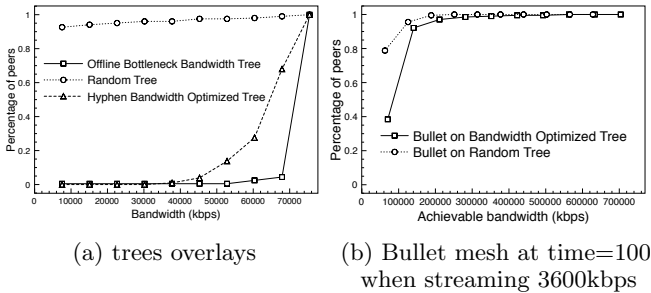 Percentage of peers
1
0.8
0.6
0.4
0.2
0
Offline Bottleneck Bandwidth Tree
Random Tree
Hyphen Bandwidth Optimized Tree
0 10000 20000 30000 40000 50000 60000 70000
Bandwidth (kbps)
(a) trees overlays
Percentage of peers
1
0.8
0.6
0.4
0.2
0
Bullet on Bandwidth Optimized Tree
Bullet on Random Tree
0 100000 200000 300000 400000 500000 600000 700000
Achievable bandwidth (kbps)
(b) Bullet mesh at time=100
when streaming 3600kbps